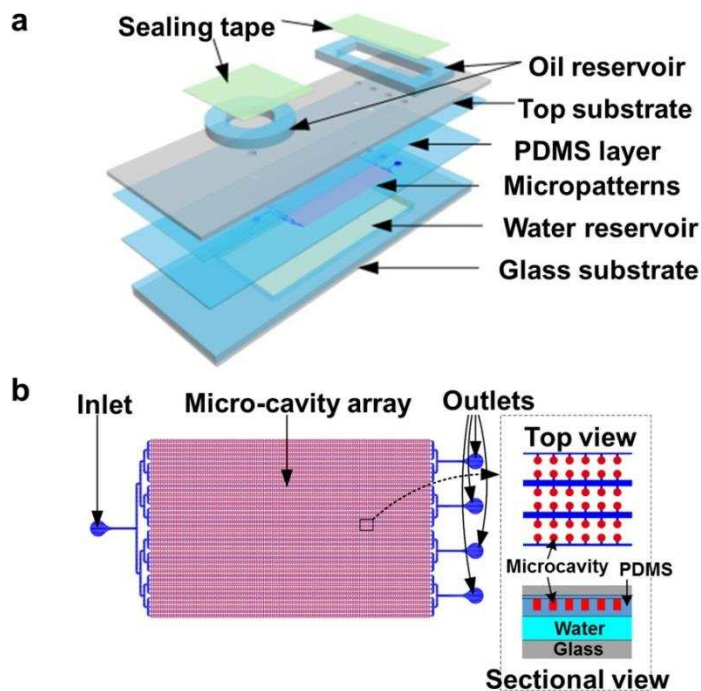 a
Sealing tape
Oil reservoir
Top substrate
PDMS layer
Micropatterns
Water reservoir
Glass substrate
b
Inlet
Micro-cavity array
Outlets
Top view
Microcavity
PDMS
Water
Glass
Sectional view